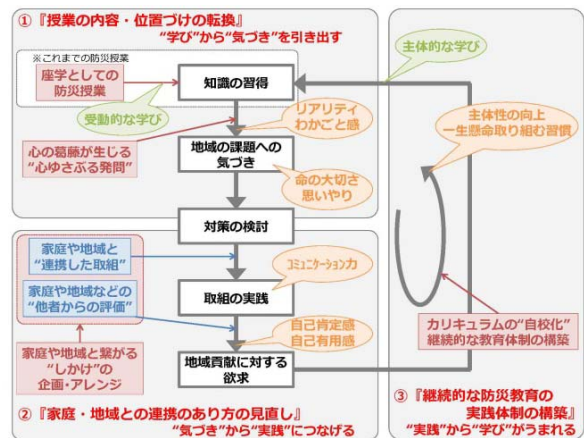 ①『授業の内容・位置づけの転換』
“学び”から“気づき”を引き出す
※これまでの防災授業
座学としての
防災授業
知識の習得
受動的な学び
主体的な学び
リアリティ
わかごと感
心の葛藤が生じる
“心ゆさぶる発問”
地域の課題への
気づき
命の大切さ
思いやり
主体性の向上
一生懸命取り組む習慣
対策の検討
家庭や地域と
“連携した取組”
コミュニケーション力
取組の実践
家庭や地域などの
“他者からの評価”
自己肯定感
自己有用感
カリキュラムの“自校化”
継続的な教育体制の構築
家庭や地域と繋がる
“しかけ”の
企画・アレンジ
地域貢献に対する
欲求
②『家庭・地域との連携のあり方の見直し』
“気づき”から“実践”につなげる
③『継続的な防災教育の
実践体制の構築』
“実践”から“学び”がうまれる